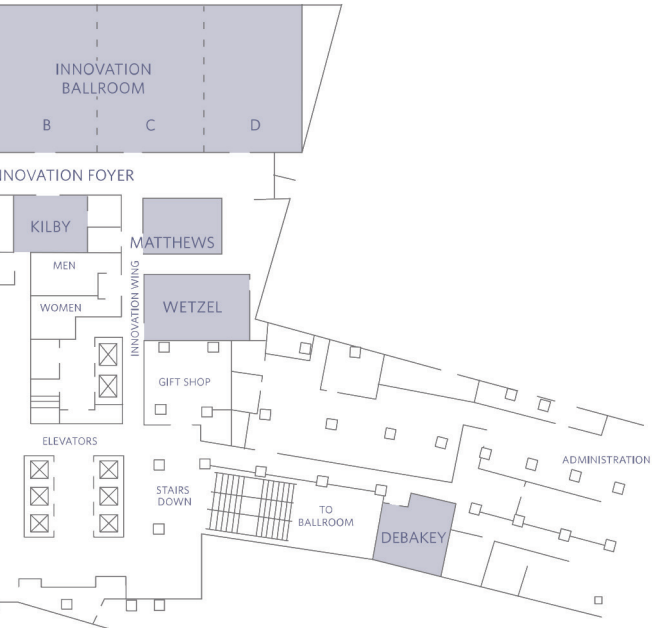 INNOVATION
BALLROOM
B
C
D
NNOVATION FOYER
KILBY
MATTHEWS
MEN
INNOVATION WING
WOMEN
WETZEL
GIFT SHOP
ELEVATORS
ADMINISTRATION
STAIRS
DOWN
TO
BALLROOM
DEBAKEY